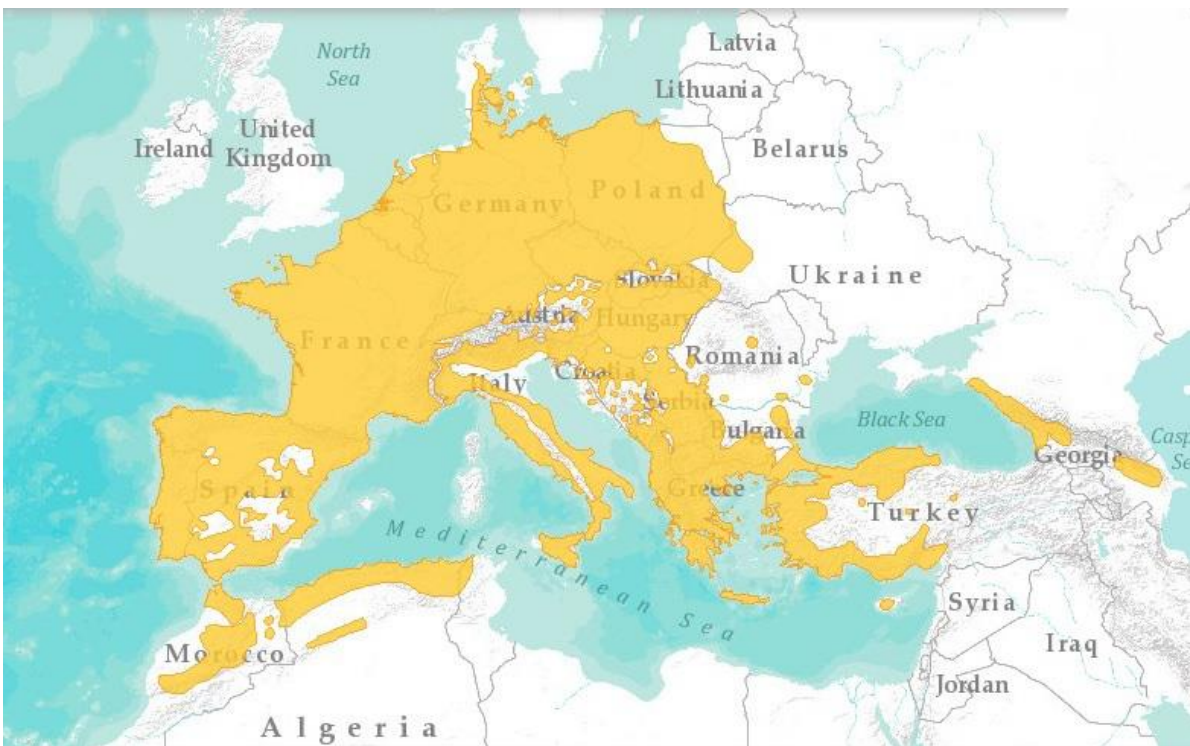 North
Sea
Latvia
Lithuania
Belarus
Ireland
United
Kingdom
Germany
Poland
Ukraine
Slovakia
Austria
Hungary
France
Romania
Croatia
Italy
Serbia
Bulgaria
Black Sea
Georgia
Spain
Greece
Turkey
Mediterranean Sea
Syria
Iraq
Morocco
Jordan
Algeria